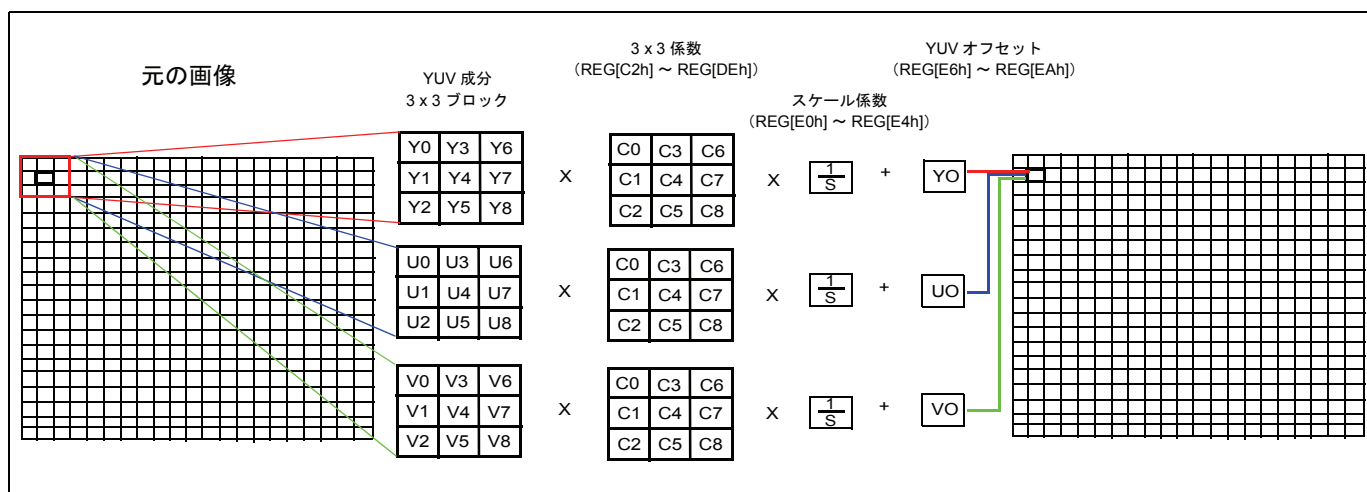 元の画像
YUV 成分
3 x 3 ブロック
3 x 3 係数
（REG[C2h] ～ REG[DEh]）
スケール係数
（REG[E0h] ～ REG[E4h]）
YUV オフセット
（REG[E6h] ～ REG[EAh]）
Y0 Y3 Y6
Y1 Y4 Y7
Y2 Y5 Y8
X
C0 C3 C6
C1 C4 C7
C2 C5 C8
X
1
S
+
YO
U0 U3 U6
U1 U4 U7
U2 U5 U8
X
C0 C3 C6
C1 C4 C7
C2 C5 C8
X
1
S
+
UO
V0 V3 V6
V1 V4 V7
V2 V5 V8
X
C0 C3 C6
C1 C4 C7
C2 C5 C8
X
1
S
+
VO